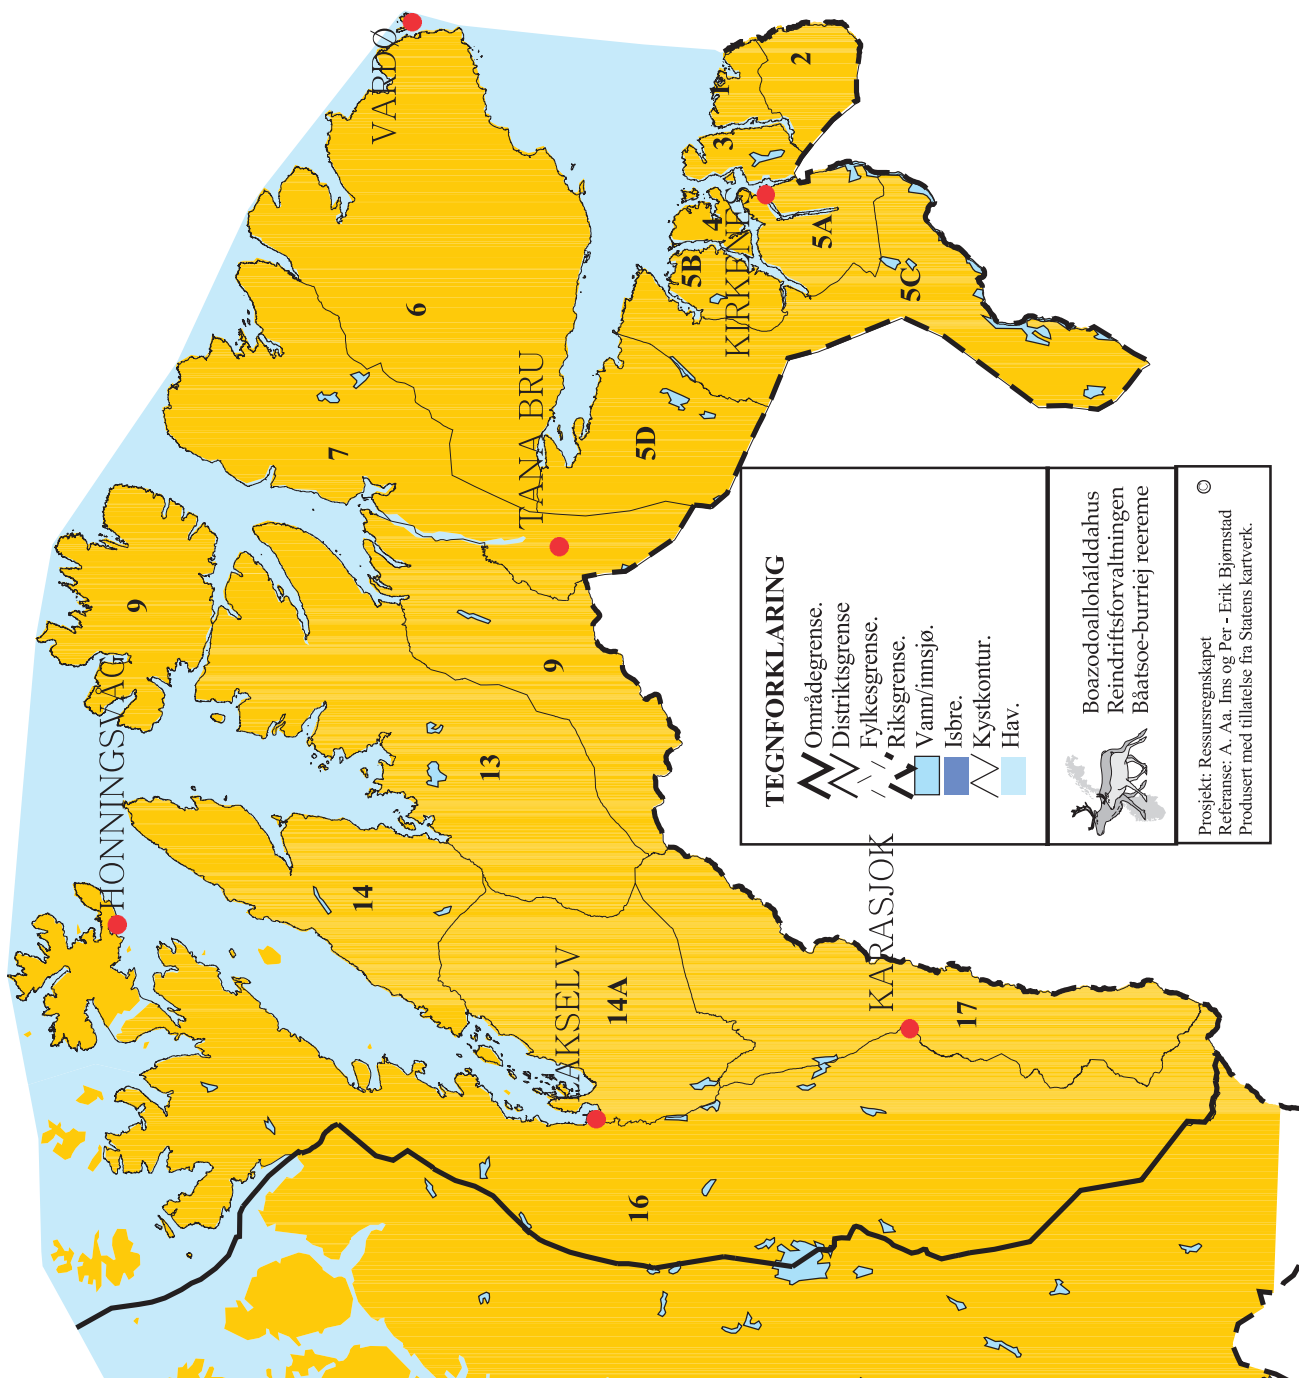 VARDØ
HONNINGSVÅG
TANA BRU
KIRKENES
LAKSELV
KARASJOK
1
2
3
4
5A
5B
5C
5D
6
7
9
9
13
14
14A
16
17
TEGNFORKLARING
Områdegrense.
Distriktsgrense
Fylkesgrense.
Riksgrense.
Vann/innsjø.
Isbre.
Kystkontur.
Hav.
Boazodoallohálddahus
Reindriftsforvaltningen
Båatsoe-burriej reereme
Prosjekt: Ressursregnskapet ©
Referanse: A. Aa. Ims og Per - Erik Bjørnstad
Produsert med tillatelse fra Statens kartverk.